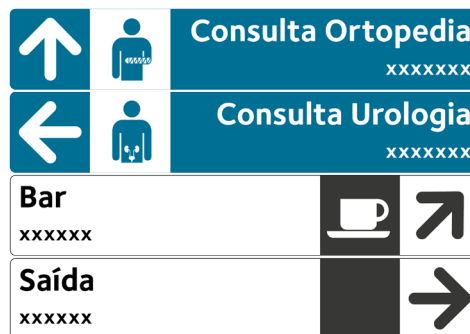 Consulta Ortopedia
xxxxxxx
Consulta Urologia
xxxxxxx
Bar
xxxxxx
Saída
xxxxxx